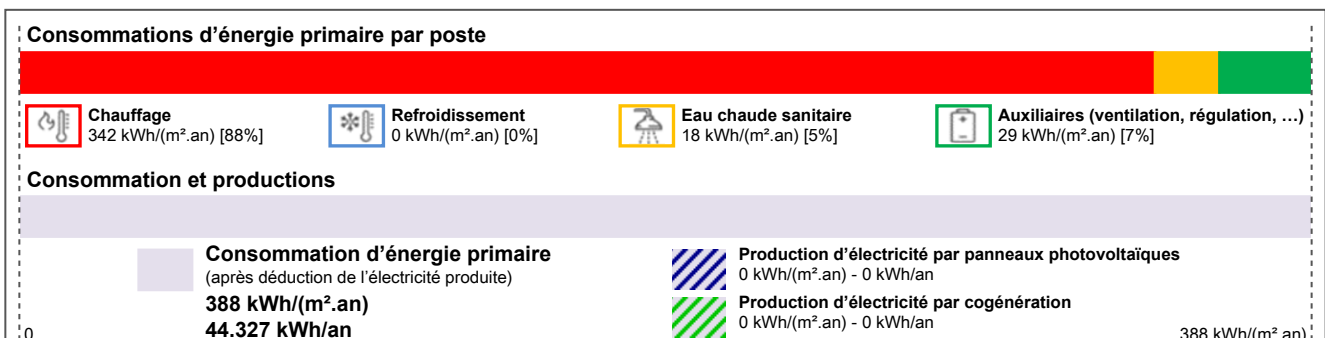 Consommations d'énergie primaire par poste
Chauffage
342 kWh/(m².an) [88%]
Refroidissement
0 kWh/(m².an) [0%]
Eau chaude sanitaire
18 kWh/(m².an) [5%]
Auxiliaires (ventilation, régulation, …)
29 kWh/(m².an) [7%]
Consommation et productions
Consommation d'énergie primaire
(après déduction de l'électricité produite)
388 kWh/(m².an)
44.327 kWh/an
Production d'électricité par panneaux photovoltaïques
0 kWh/(m².an) - 0 kWh/an
Production d'électricité par cogénération
0 kWh/(m².an) - 0 kWh/an
0
388 kWh/(m².an)